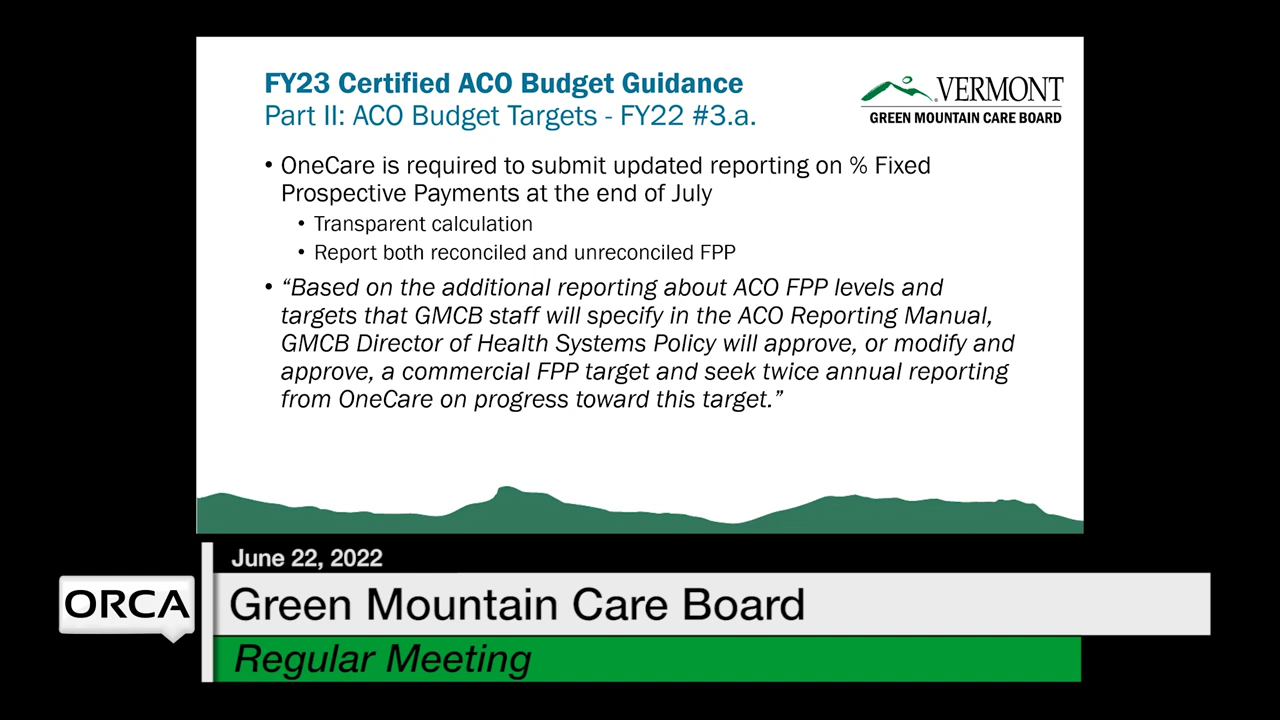 FY23 Certified ACO Budget Guidance
Part II: ACO Budget Targets - FY22 #3.a.
VERMONT
GREEN MOUNTAIN CARE BOARD
• OneCare is required to submit updated reporting on % Fixed
Prospective Payments at the end of July
• Transparent calculation
• Report both reconciled and unreconciled FPP
• “Based on the additional reporting about ACO FPP levels and
targets that GMCB staff will specify in the ACO Reporting Manual,
GMCB Director of Health Systems Policy will approve, or modify and
approve, a commercial FPP target and seek twice annual reporting
from OneCare on progress toward this target.”
June 22, 2022
ORCA
Green Mountain Care Board
Regular Meeting